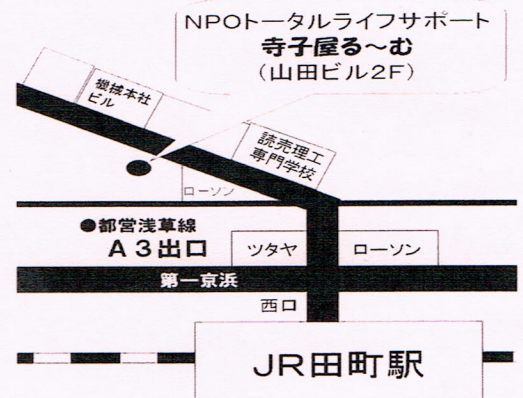 NPOトータルライフサポート
寺子屋る～む
(山田ビル2F)
機械本社
ビル
読売理工
専門学校
ローソン
●都営浅草線
A3出口
ツタヤ
ローソン
第一京浜
西口
JR田町駅